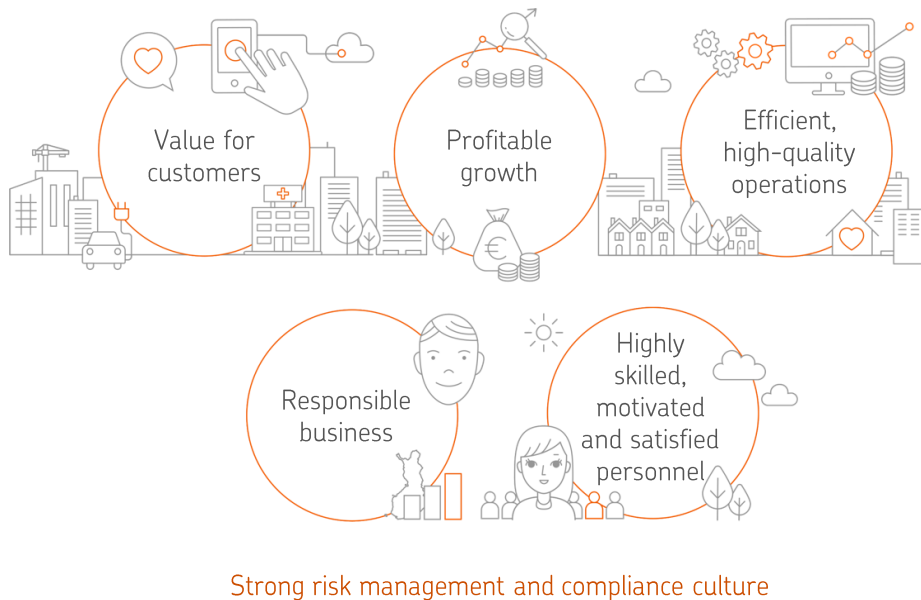 Value for
customers
Profitable
growth
Efficient,
high-quality
operations
Responsible
business
Highly
skilled,
motivated
and satisfied
personnel
Strong risk management and compliance culture